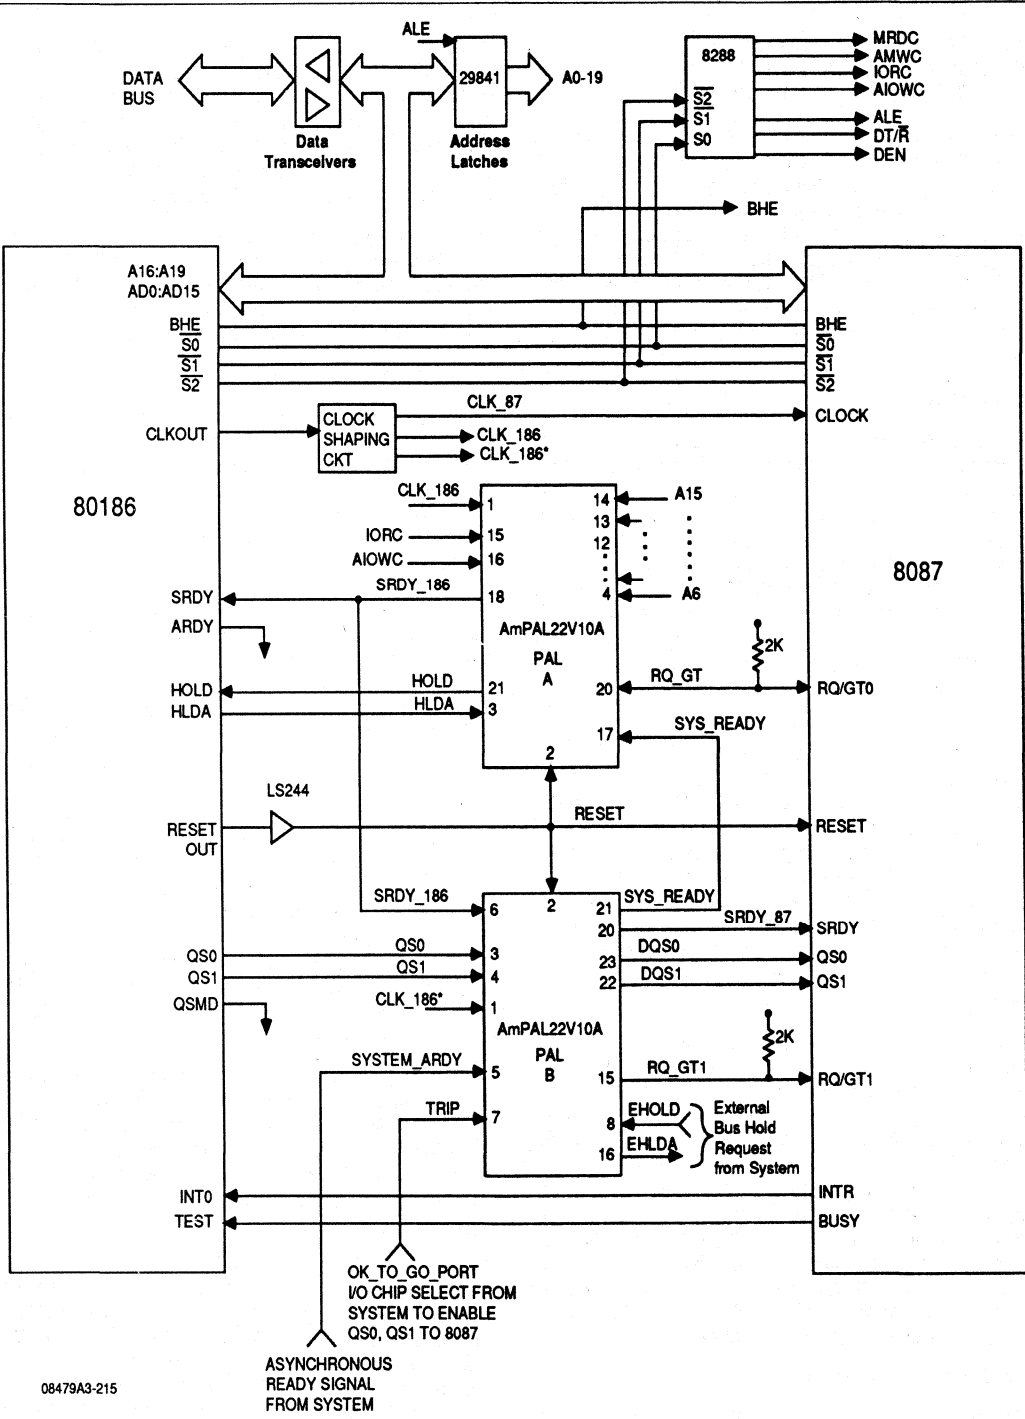 ALE
8288
MRDC
AMWC
IORC
AIOWC
DATA
BUS
29841
A0-19
S2
S1
S0
ALE
DT/R
DEN
Data
Transceivers
Address
Latches
BHE
A16:A19
AD0:AD15
BHE
S0
S1
S2
BHE
S0
S1
S2
CLK_87
CLOCK
CLKOUT
CLOCK
SHAPING
CKT
CLK_186
CLK_186*
80186
8087
CLK_186
1
14
A15
IORC
15
13
AIOWC
16
12
SRDY_186
SRDY
18
4
A6
ARDY
AmPAL22V10A
PAL
A
2K
HOLD
HOLD
21
20
RQ_GT
RQ/GT0
HLDA
HLDA
3
17
SYS_READY
2
LS244
RESET
OUT
RESET
RESET
SRDY_186
6
2
21
SYS_READY
20
SRDY_87
SRDY
QS0
QS0
3
23
DQS0
QS0
QS1
QS1
4
22
DQS1
QS1
QSMD
CLK_186*
1
AmPAL22V10A
PAL
B
2K
SYSTEM_ARDY
5
15
RQ_GT1
RQ/GT1
TRIP
7
8
EHOLD
16
EHLDA
External
Bus Hold
Request
from System
INT0
INTR
TEST
BUSY
OK_TO_GO_PORT
I/O CHIP SELECT FROM
SYSTEM TO ENABLE
QS0, QS1 TO 8087
ASYNCHRONOUS
READY SIGNAL
FROM SYSTEM
08479A3-215